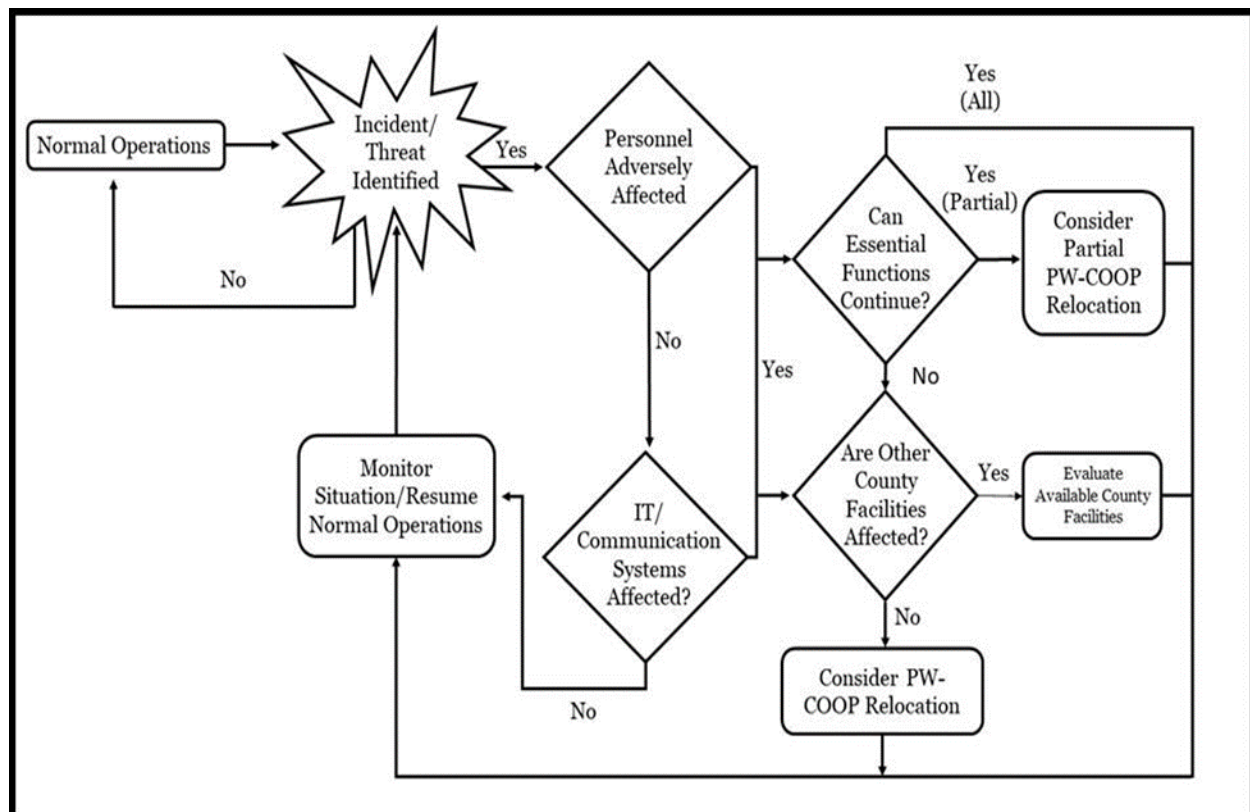 Normal Operations
Incident/
Threat
Identified
Yes
No
Personnel
Adversely
Affected
No
Yes
IT/
Communication
Systems
Affected?
No
Monitor
Situation/Resume
Normal Operations
Yes
(All)
Can
Essential
Functions
Continue?
Yes
(Partial)
Consider
Partial
PW-COOP
Relocation
No
Are Other
County
Facilities
Affected?
Yes
Evaluate
Available County
Facilities
No
Consider PW-
COOP Relocation